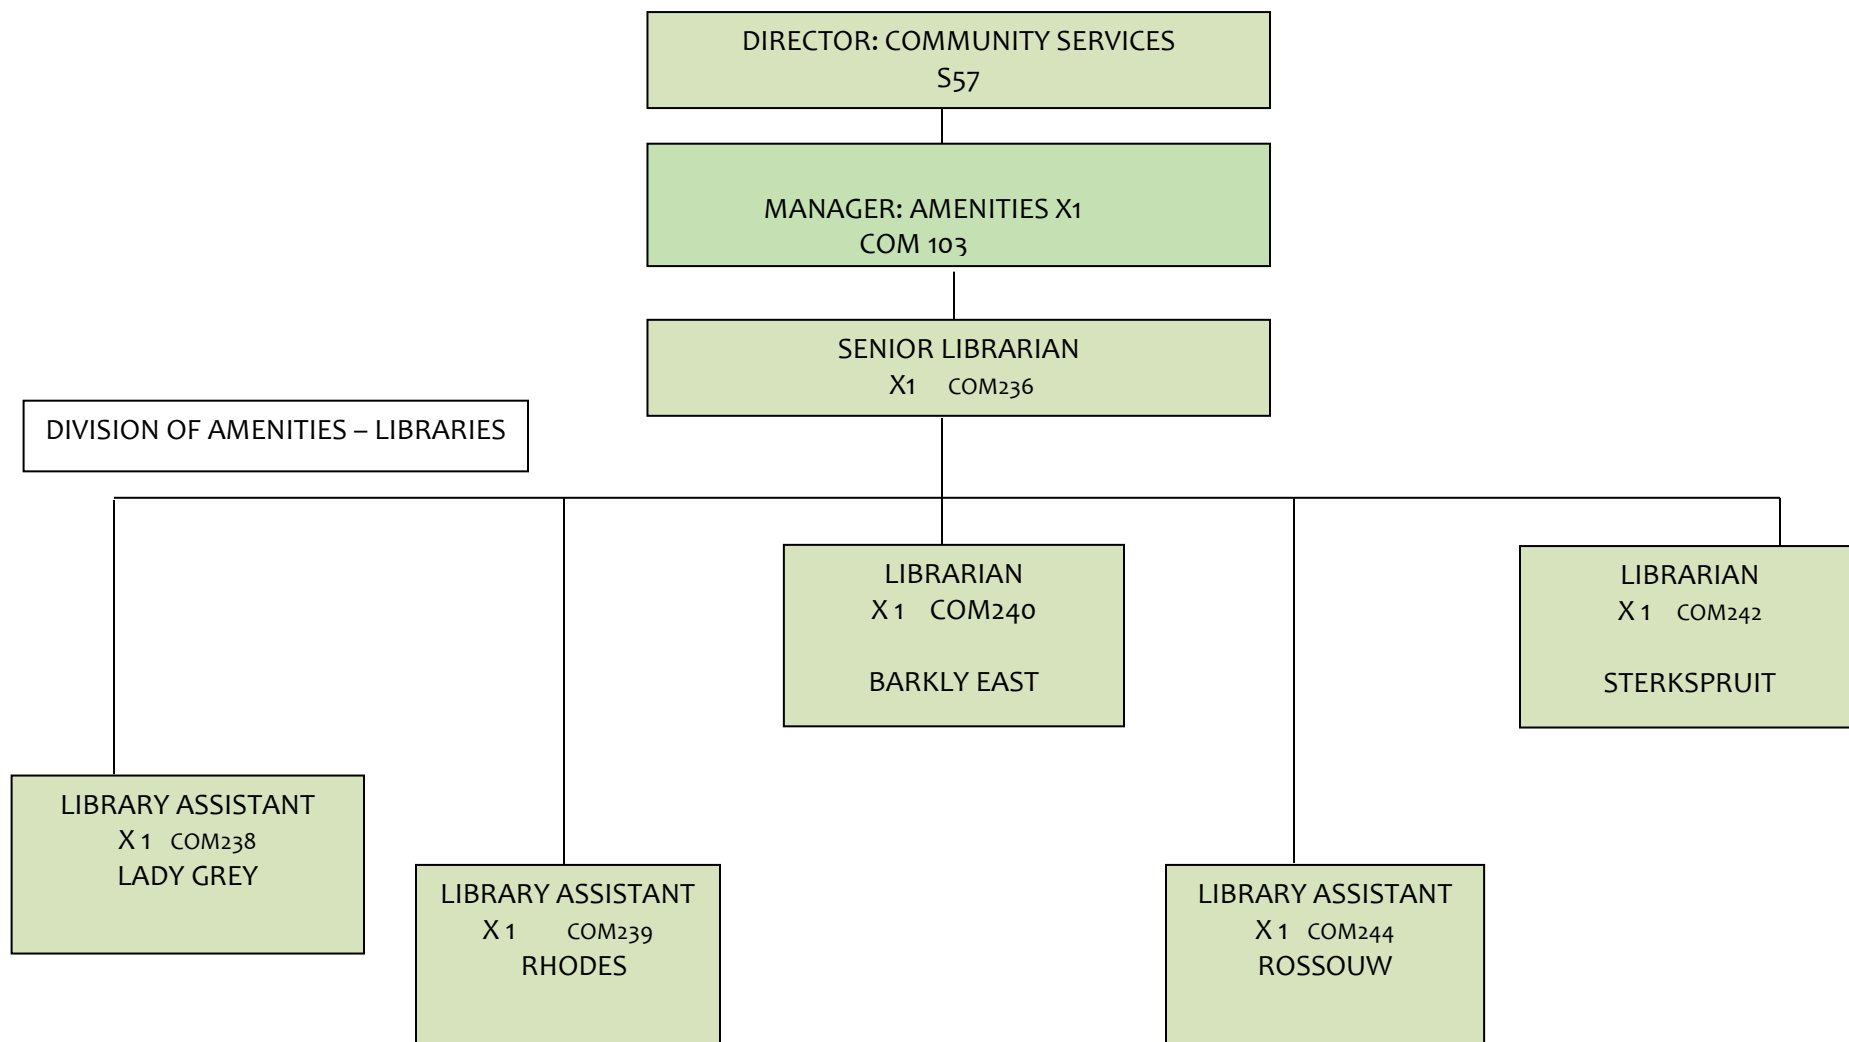 DIRECTOR: COMMUNITY SERVICES
S57
MANAGER: AMENITIES X1
COM 103
SENIOR LIBRARIAN
X1 COM236
DIVISION OF AMENITIES – LIBRARIES
LIBRARIAN
X 1 COM240
BARKLY EAST
LIBRARIAN
X 1 COM242
STERKSPRUIT
LIBRARY ASSISTANT
X 1 COM238
LADY GREY
LIBRARY ASSISTANT
X 1 COM239
RHODES
LIBRARY ASSISTANT
X 1 COM244
ROSSOUW